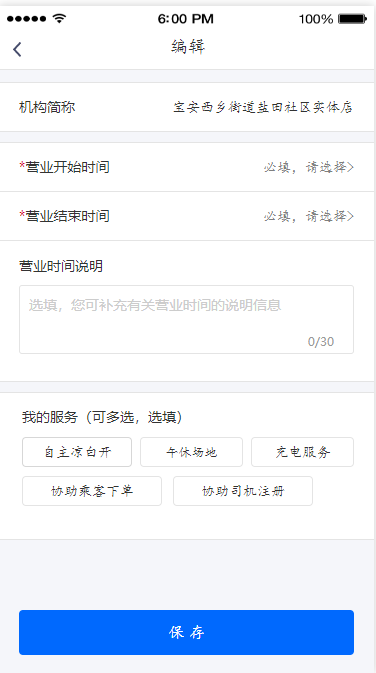 6:00 PM 100%
编辑
机构简称 宝安西乡街道盐田社区实体店
*营业开始时间 必填，请选择>
*营业结束时间 必填，请选择>
营业时间说明
选填，您可补充有关营业时间的说明信息
0/30
我的服务（可多选，选填）
自主凉白开 午休场地 充电服务
协助乘客下单 协助司机注册
保存